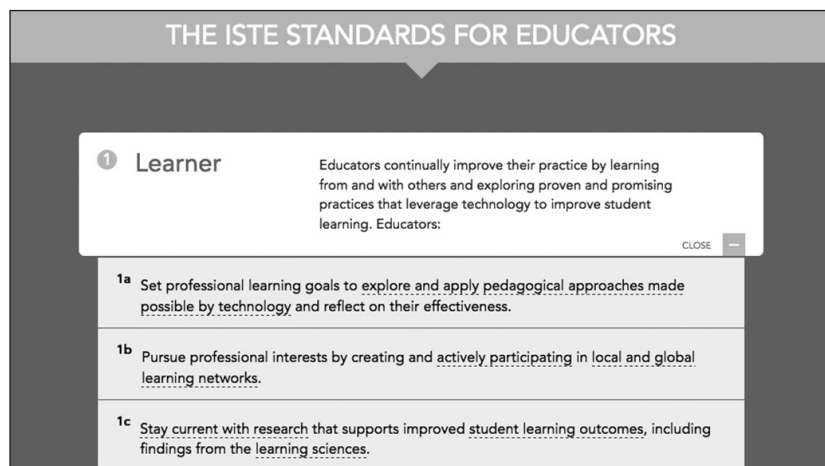 THE ISTE STANDARDS FOR EDUCATORS
1 Learner
Educators continually improve their practice by learning
from and with others and exploring proven and promising
practices that leverage technology to improve student
learning. Educators:
CLOSE
1a Set professional learning goals to explore and apply pedagogical approaches made
possible by technology and reflect on their effectiveness.
1b Pursue professional interests by creating and actively participating in local and global
learning networks.
1c Stay current with research that supports improved student learning outcomes, including
findings from the learning sciences.